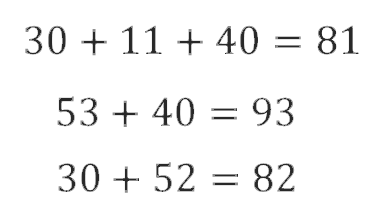 30 + 11 + 40 = 81
53 + 40 = 93
30 + 52 = 82